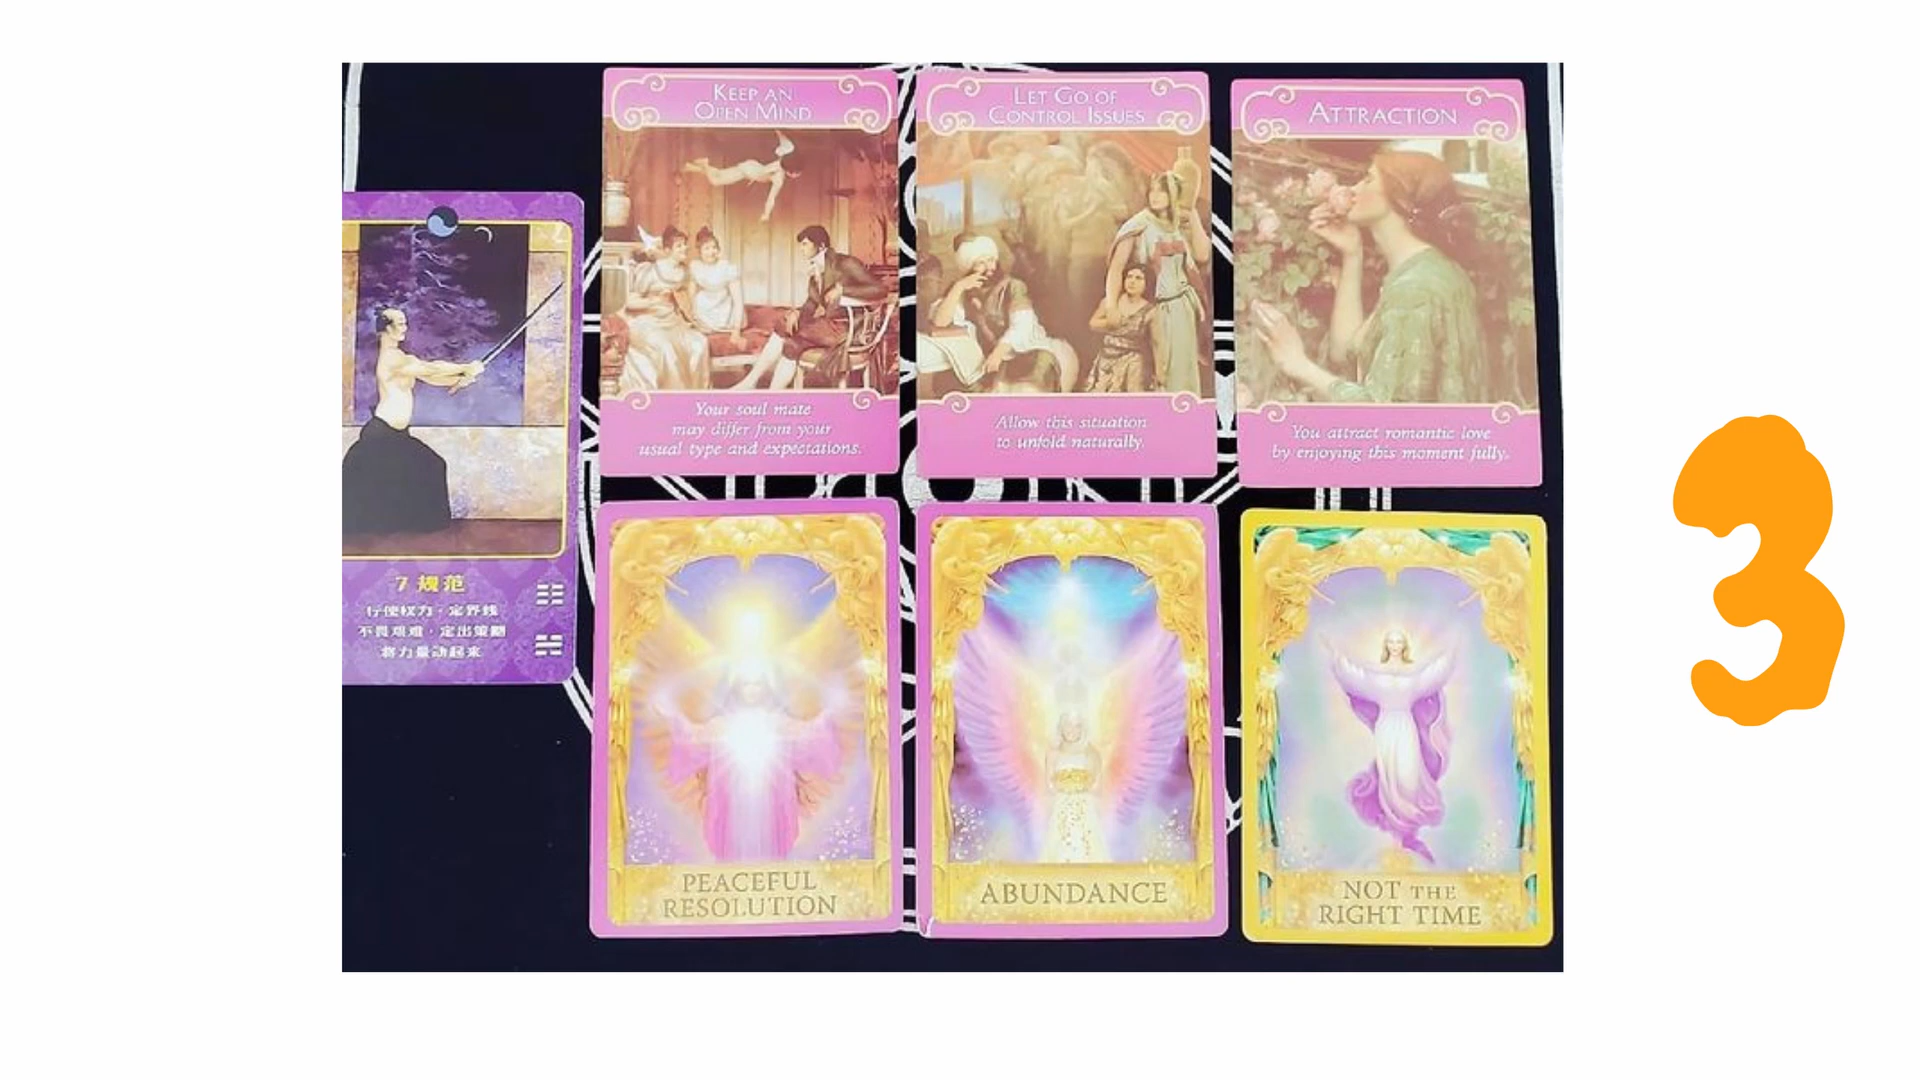 KEEP AN
OPEN MIND
Your soul mate
may differ from your
usual type and expectations.
LET GO OF
CONTROL ISSUES
Allow this situation
to unfold naturally.
ATTRACTION
You attract romantic love
by enjoying this moment fully.
7 规范
行使权力·定界线
不畏艰难·定出策略
将力量动起来
PEACEFUL
RESOLUTION
ABUNDANCE
NOT THE
RIGHT TIME
3